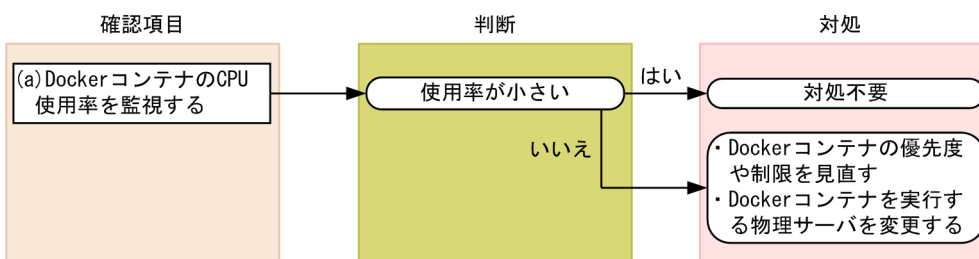 確認項目
判断
対処
(a)DockerコンテナのCPU
使用率を監視する
使用率が小さい
はい
対処不要
いいえ
・Dockerコンテナの優先度
や制限を見直す
・Dockerコンテナを実行す
る物理サーバを変更する